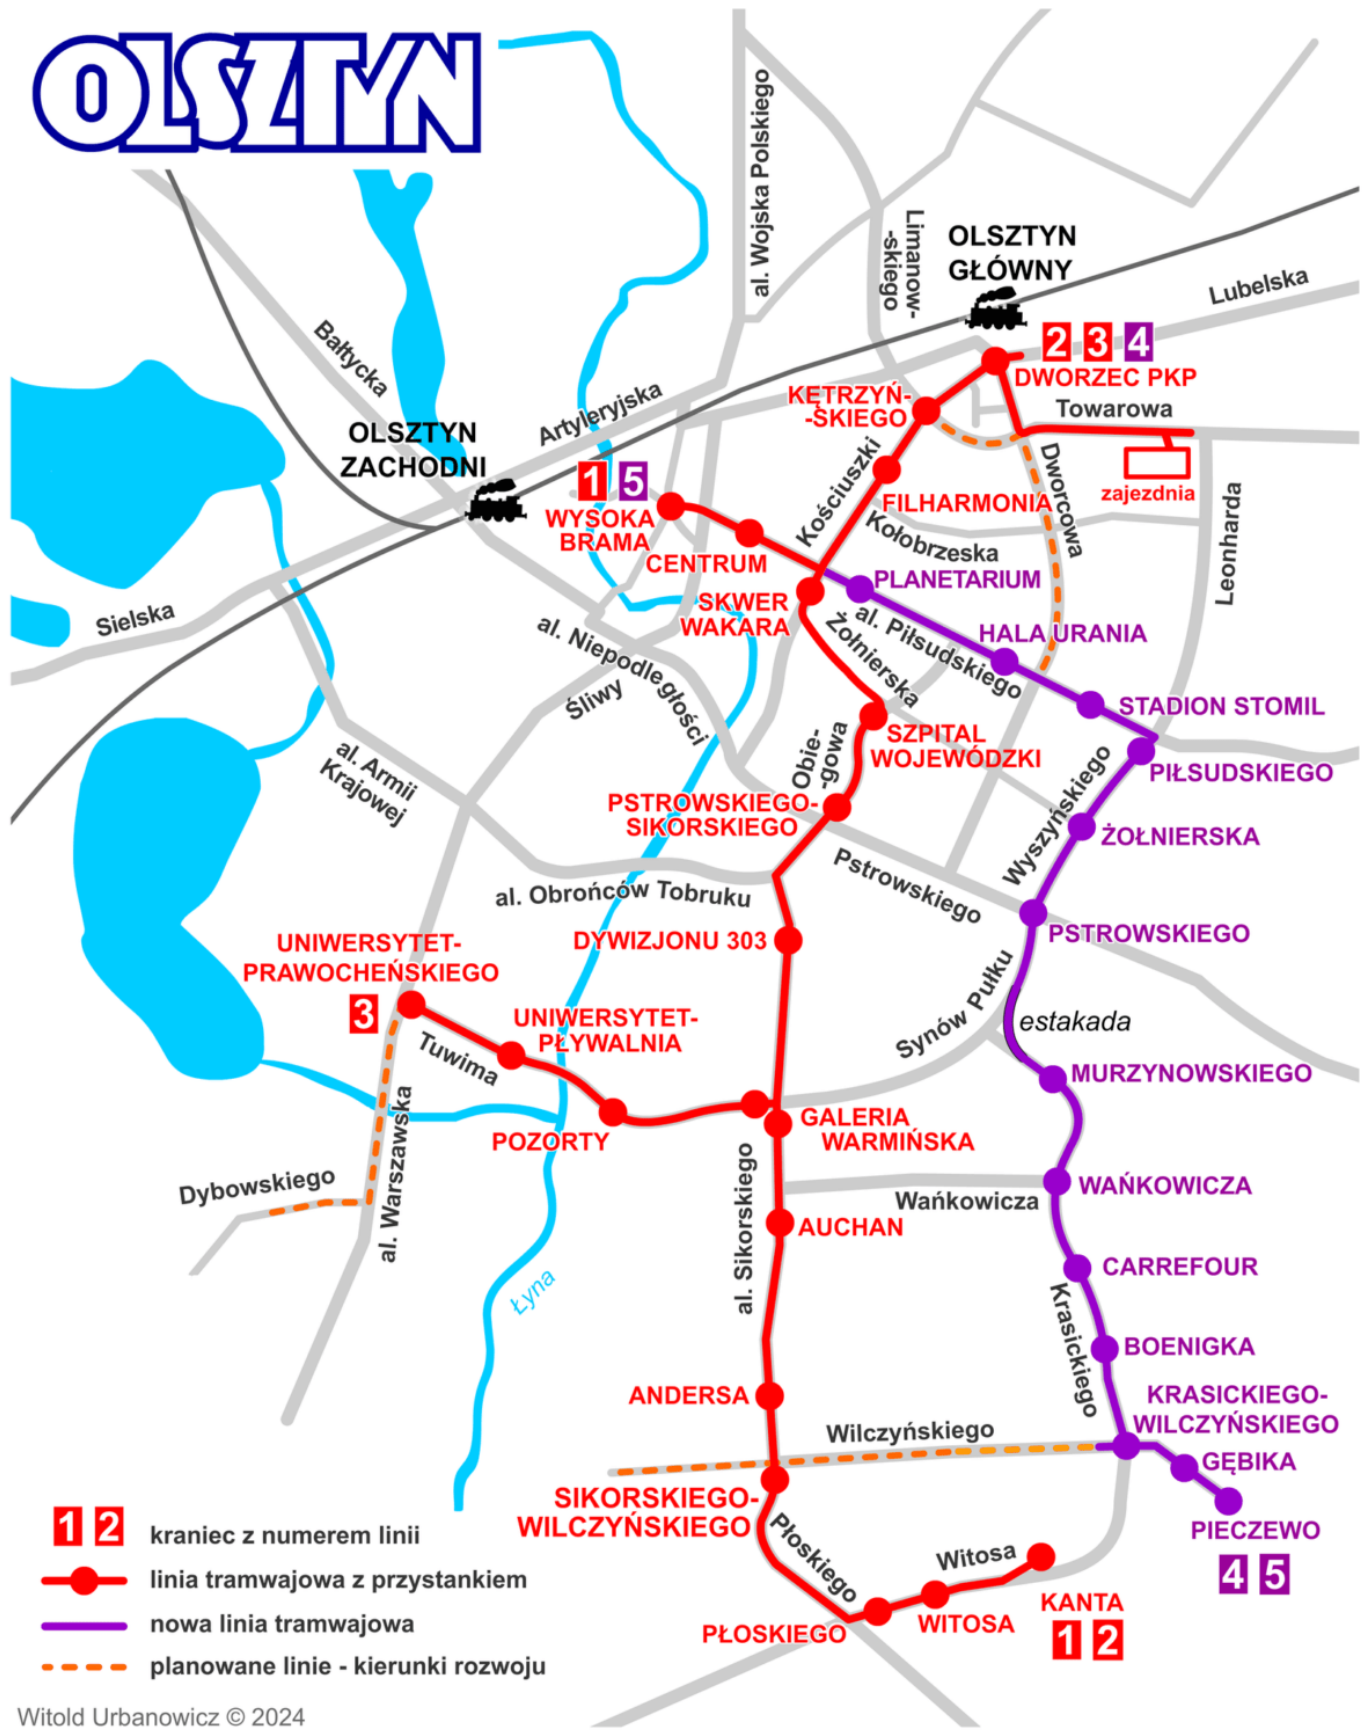 OLSZTYN
al. Wojska Polskiego
Limanow-
-skiego
OLSZTYN
GŁÓWNY
Lubelska
2 3 4
DWORZEC PKP
Bałtycka
Artyleryjska
KĘTRZYŃ-
-SKIEGO
Towarowa
OLSZTYN
ZACHODNI
Kościuszki
Dworcowa
zajezdnia
1 5
WYSOKA
BRAMA
FILHARMONIA
Leonharda
CENTRUM
Kołobrzeska
PLANETARIUM
SKWER
WAKARA
Sielska
al. Niepodległości
Żołnierska
al. Piłsudskiego
HALA URANIA
Śliwy
STADION STOMIL
SZPITAL
WOJEWÓDZKI
Obie-
-gowa
PIŁSUDSKIEGO
al. Armii
Krajowej
PSTROWSKIEGO-
SIKORSKIEGO
Wyszyńskiego
ŻOŁNIERSKA
al. Obrońców Tobruku
Pstrowskiego
PSTROWSKIEGO
DYWIZJONU 303
UNIWERSYTET-
PRAWOCHEŃSKIEGO
3
UNIWERSYTET-
PŁYWALNIA
Tuwima
Synów Pułku
estakada
MURZYNOWSKIEGO
POZORTY
GALERIA
WARMIŃSKA
al. Warszawska
Dybowskiego
al. Sikorskiego
Wańkowicza
WAŃKOWICZA
AUCHAN
Łyna
CARREFOUR
Krasickiego
BOENIGKA
ANDERSA
KRASICKIEGO-
WILCZYŃSKIEGO
Wilczyńskiego
GĘBIKA
SIKORSKIEGO-
WILCZYŃSKIEGO
PIECZEWO
4 5
Płoskiego
Witosa
KANTA
1 2
WITOSA
PŁOSKIEGO
1 2 kraniec z numerem linii
linia tramwajowa z przystankiem
nowa linia tramwajowa
planowane linie - kierunki rozwoju
Witold Urbanowicz © 2024